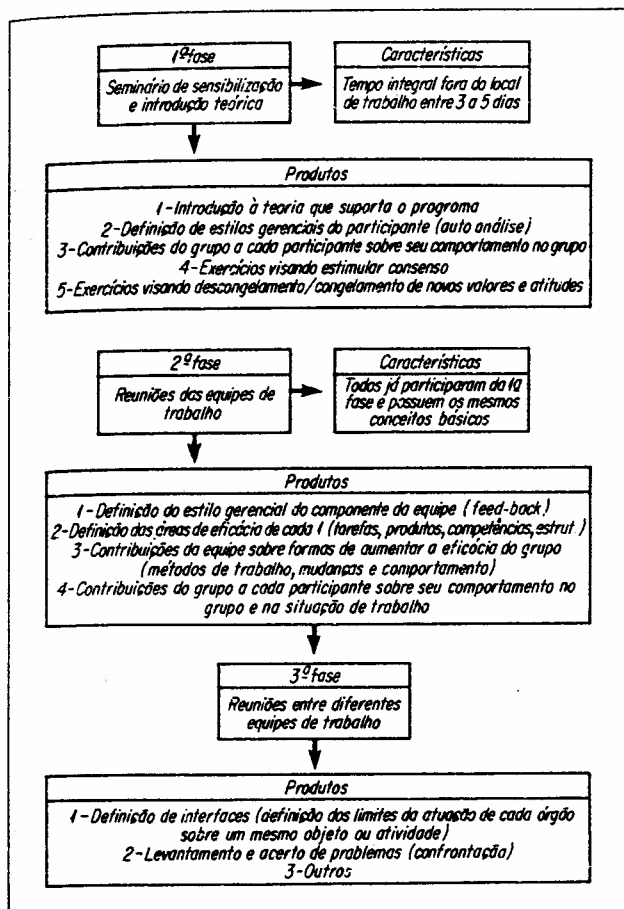 1ª fase
Seminário de sensibilização
e introdução teórica
Características
Tempo integral fora do local
de trabalho entre 3 a 5 dias
Produtos
1-Introdução à teoria que suporta o programa
2-Definição de estilos gerenciais do participante (auto análise)
3-Contribuições do grupo a cada participante sobre seu comportamento no grupo
4-Exercícios visando estimular consenso
5-Exercícios visando descongelamento/congelamento de novos valores e atitudes
2ª fase
Reuniões das equipes de
trabalho
Características
Todos já participaram da 1ª
fase e possuem os mesmos
conceitos básicos
Produtos
1-Definição do estilo gerencial do componente da equipe (feed-back)
2-Definição das áreas de eficácia de cada 1 (tarefas, produtos, competências, estrut.)
3-Contribuições da equipe sobre formas de aumentar a eficácia do grupo
(métodos de trabalho, mudanças e comportamento)
4-Contribuições do grupo a cada participante sobre seu comportamento no
grupo e na situação de trabalho
3ª fase
Reuniões entre diferentes
equipes de trabalho
Produtos
1-Definição de interfaces (definição dos limites da atuação de cada órgão
sobre um mesmo objeto ou atividade)
2-Levantamento e acerto de problemas (confrontação)
3-Outros